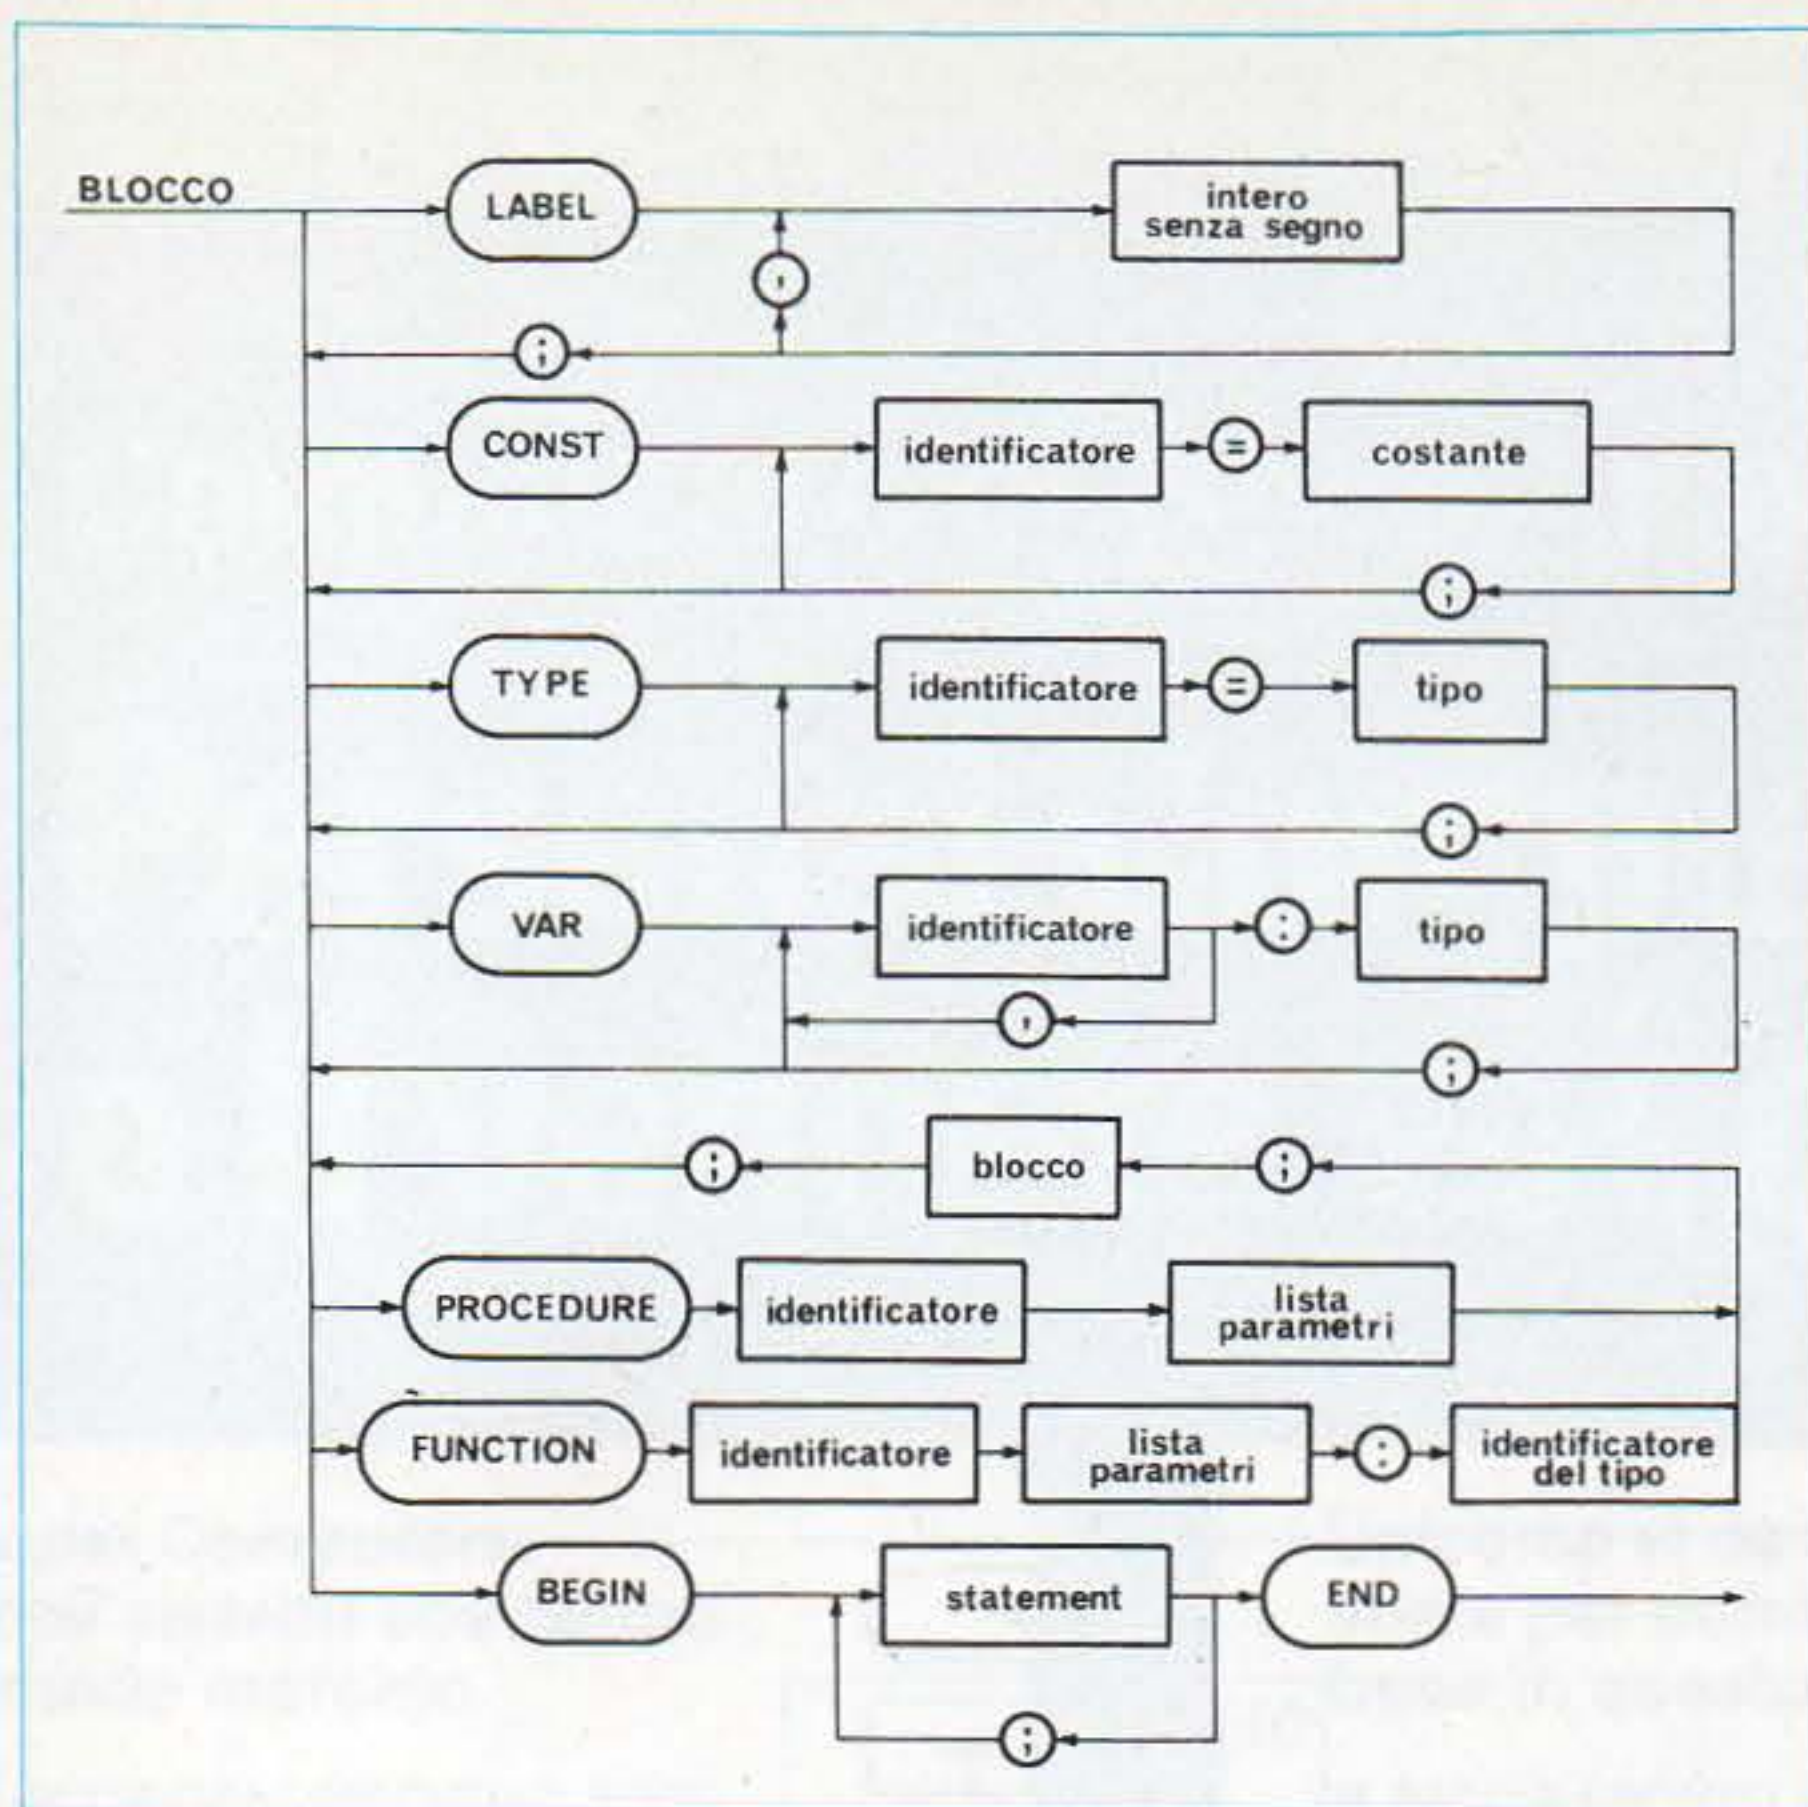 BLOCCO
LABEL
intero
senza segno
,
;
CONST
identificatore
=
costante
;
TYPE
identificatore
=
tipo
;
VAR
identificatore
:
tipo
,
;
;
blocco
;
PROCEDURE
identificatore
lista
parametri
FUNCTION
identificatore
lista
parametri
:
identificatore
del tipo
BEGIN
statement
END
;